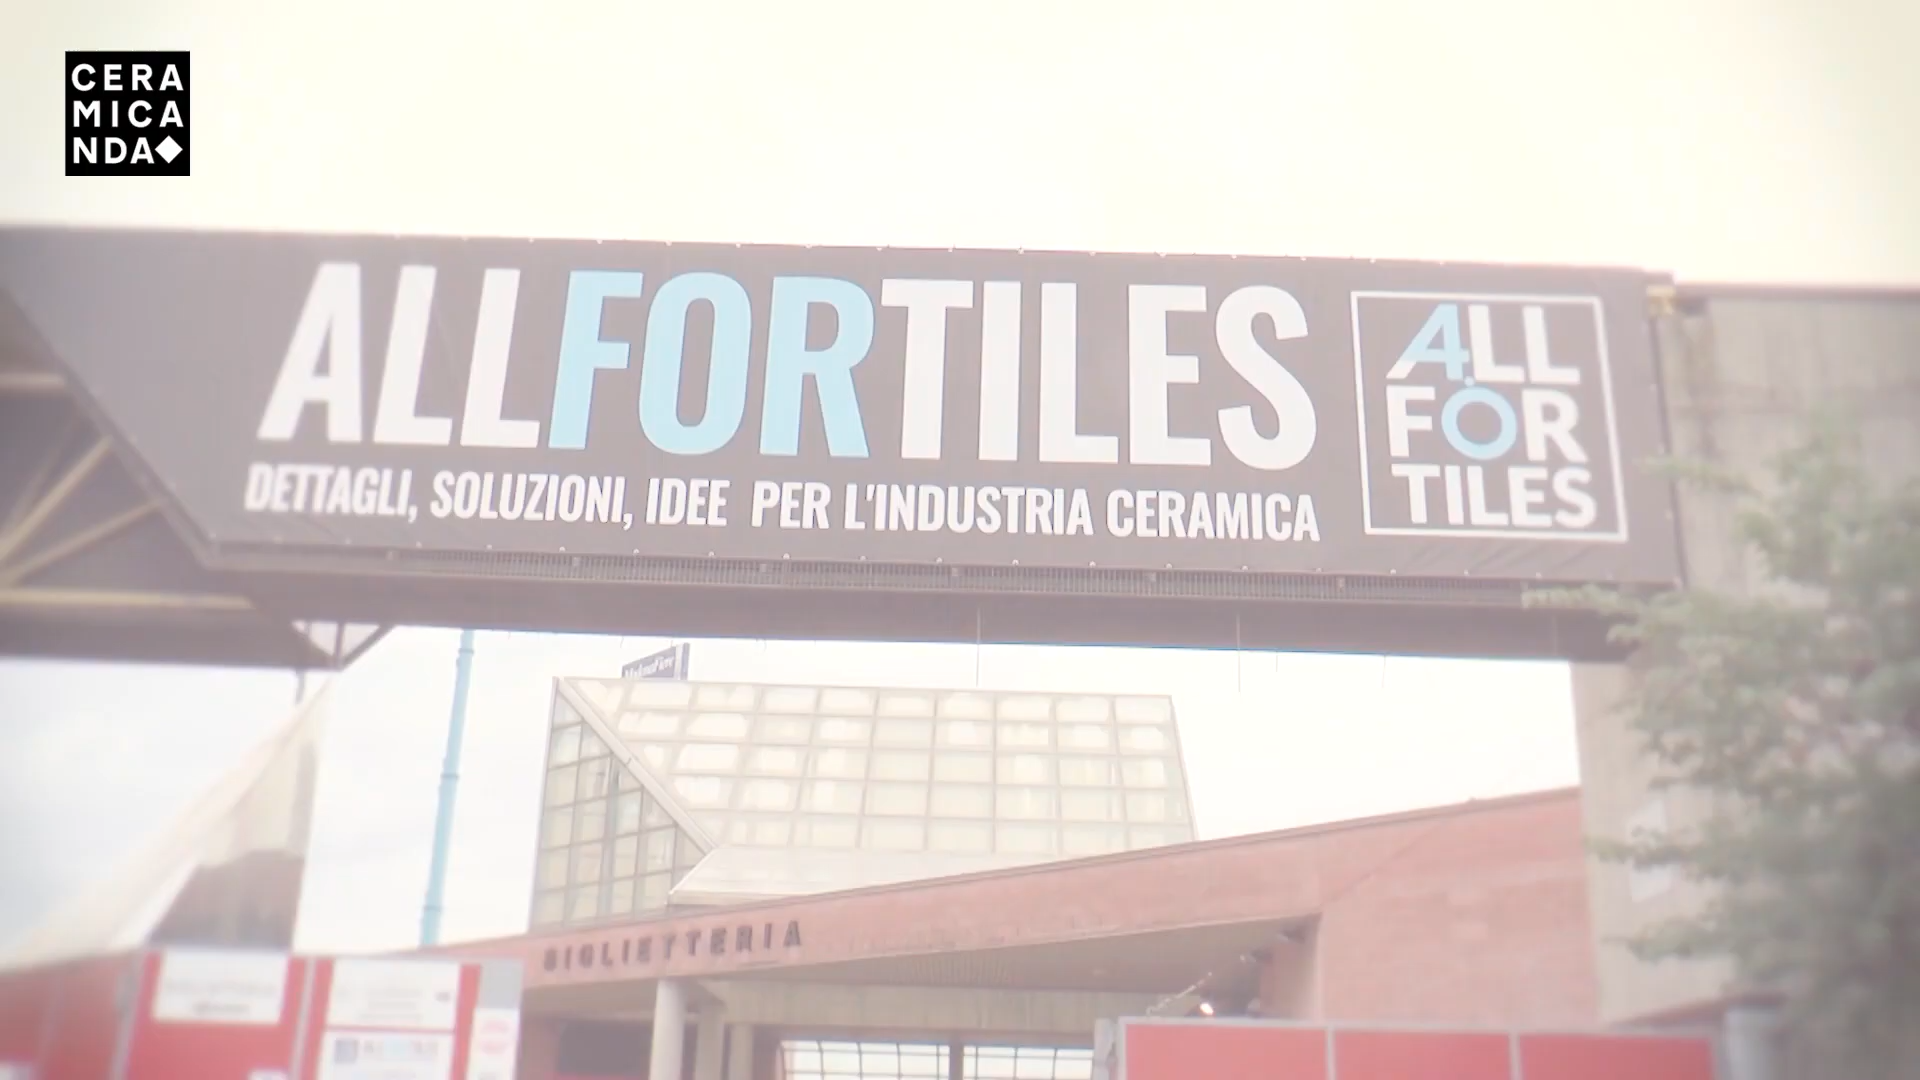 CERA
MICA
NDA
ALLFORTILES
DETTAGLI, SOLUZIONI, IDEE PER L'INDUSTRIA CERAMICA
ALL
FOR
TILES
BIGLIETTERIA